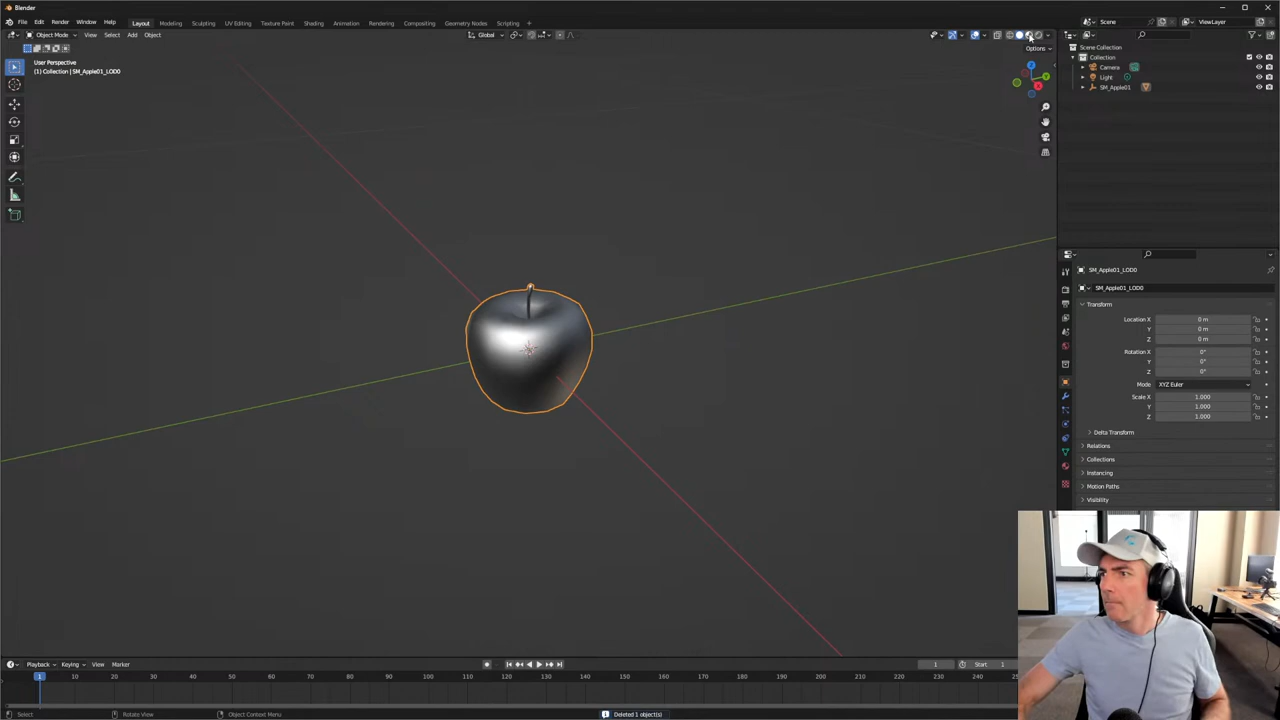 Blender
File Edit Render Window Help Layout Modeling Sculpting UV Editing Texture Paint Shading Animation Rendering Compositing Geometry Nodes Scripting + Scene ViewLayer
Object Mode View Select Add Object Global
Options
User Perspective
(1) Collection | SM_Apple01_LOD0
Z
Y
X
Scene Collection
Collection
Camera
Light
SM_Apple01
SM_Apple01_LOD0
SM_Apple01_LOD0
Transform
Location X 0 m
Y 0 m
Z 0 m
Rotation X 0°
Y 0°
Z 0°
Mode XYZ Euler
Scale X 1.000
Y 1.000
Z 1.000
Delta Transform
Relations
Collections
Instancing
Motion Paths
Visibility
Playback Keying View Marker 1 Start 1
1 10 20 30 40 50 60 70 80 90 100 110 120 130 140 150 160 170 180 190 200 210 220 230 240
Select Rotate View Object Context Menu Deleted 1 object(s)